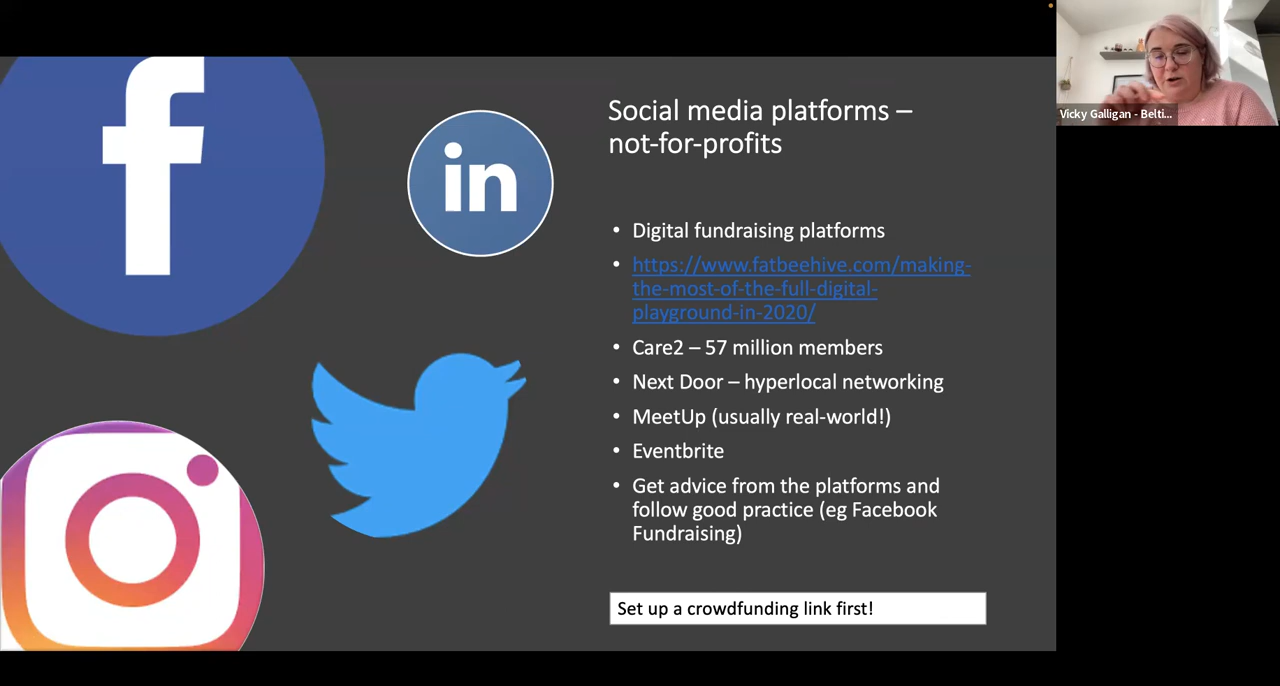 Social media platforms –
not-for-profits
• Digital fundraising platforms
• https://www.fatbeehive.com/making-
the-most-of-the-full-digital-
playground-in-2020/
• Care2 – 57 million members
• Next Door – hyperlocal networking
• MeetUp (usually real-world!)
• Eventbrite
• Get advice from the platforms and
follow good practice (eg Facebook
Fundraising)
Set up a crowdfunding link first!
f
in
Vicky Galligan - Belti...